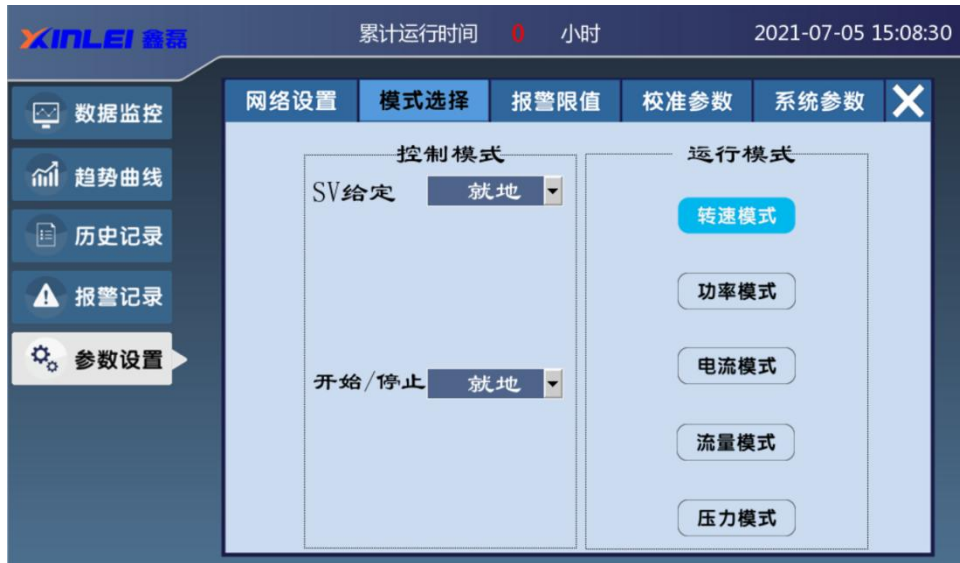 XINLEI 鑫磊 累计运行时间 0 小时 2021-07-05 15:08:30
网络设置 模式选择 报警限值 校准参数 系统参数
数据监控
趋势曲线
历史记录
报警记录
参数设置
控制模式
SV给定 就地
开始/停止 就地
运行模式
转速模式
功率模式
电流模式
流量模式
压力模式